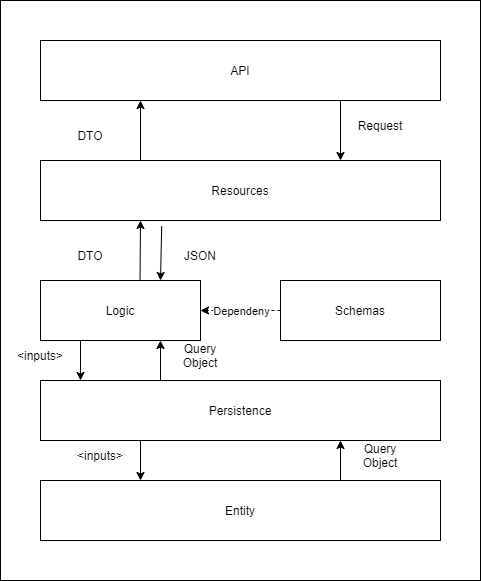 API
DTO
Request
Resources
DTO
JSON
Logic
Dependeny
Schemas
<inputs>
Query
Object
Persistence
<inputs>
Query
Object
Entity